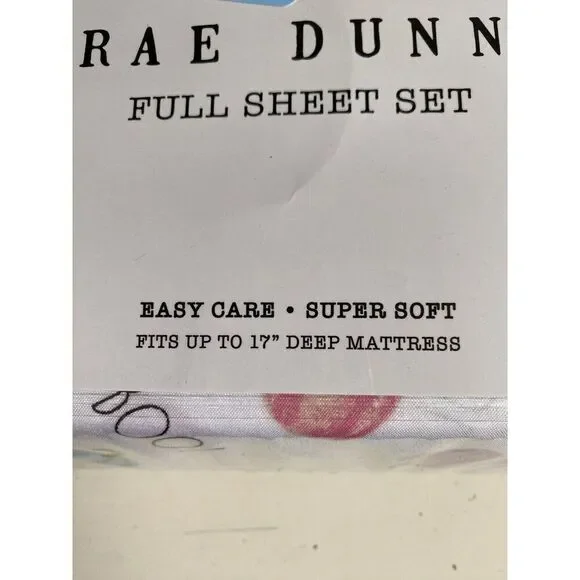 RAE DUNN
FULL SHEET SET
EASY CARE • SUPER SOFT
FITS UP TO 17” DEEP MATTRESS